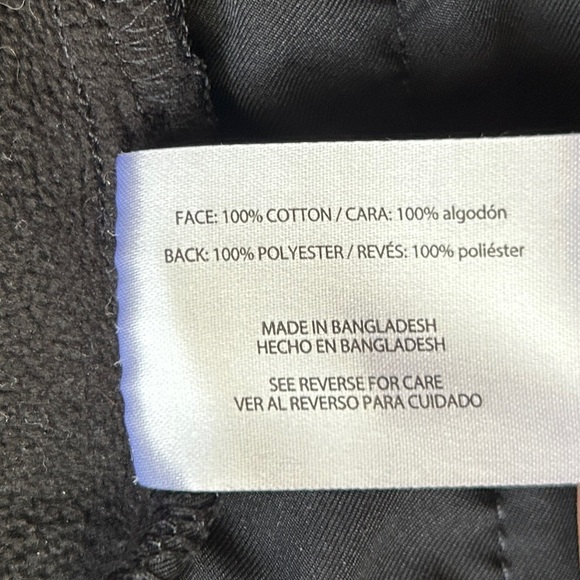 FACE: 100% COTTON / CARA: 100% algodón
BACK: 100% POLYESTER / REVÉS: 100% poliéster
MADE IN BANGLADESH
HECHO EN BANGLADESH
SEE REVERSE FOR CARE
VER AL REVERSO PARA CUIDADO